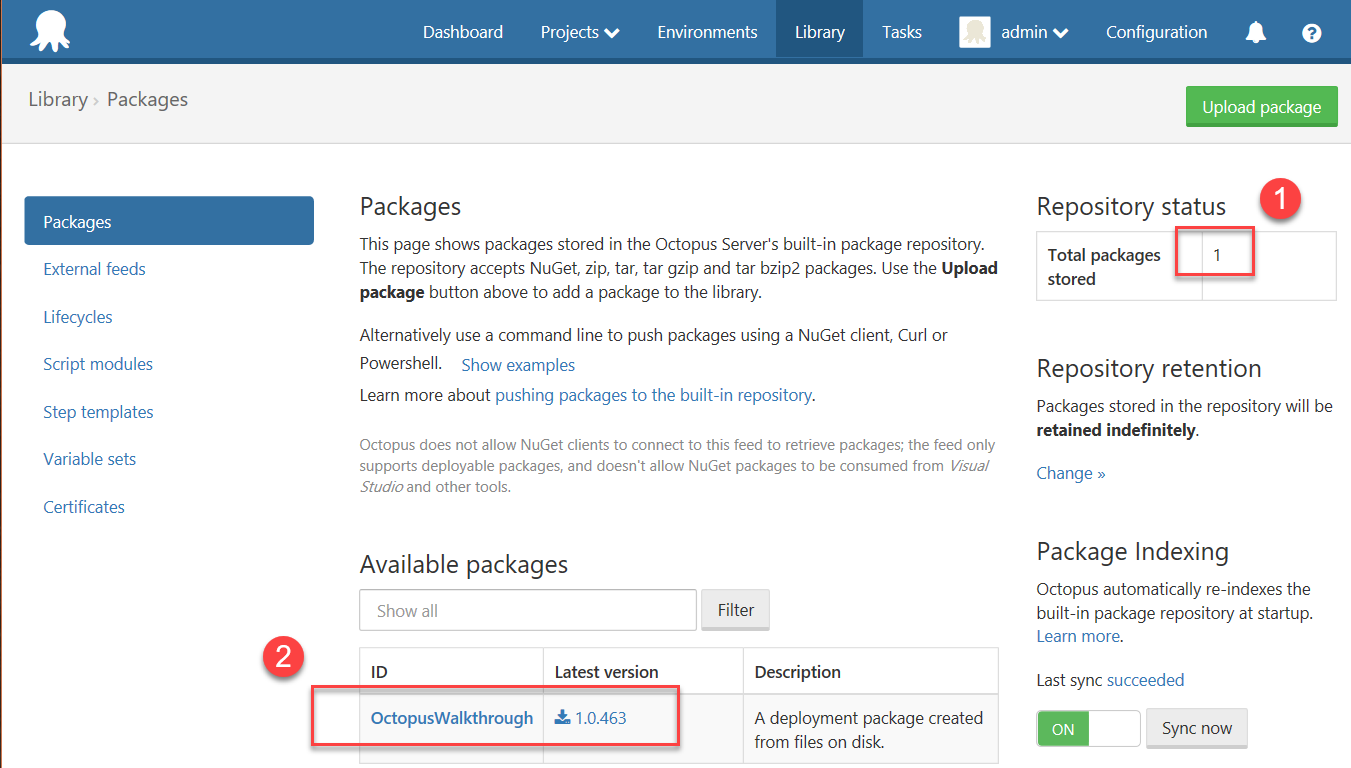 Dashboard Projects Environments Library Tasks admin Configuration ?
Library › Packages
Upload package
Packages
External feeds
Lifecycles
Script modules
Step templates
Variable sets
Certificates
Packages
This page shows packages stored in the Octopus Server's built-in package repository.
The repository accepts NuGet, zip, tar, tar gzip and tar bzip2 packages. Use the Upload
package button above to add a package to the library.
Alternatively use a command line to push packages using a NuGet client, Curl or
Powershell. Show examples
Learn more about pushing packages to the built-in repository.
Octopus does not allow NuGet clients to connect to this feed to retrieve packages; the feed only
supports deployable packages, and doesn't allow NuGet packages to be consumed from Visual
Studio and other tools.
Available packages
Show all
Filter
2
ID Latest version Description
OctopusWalkthrough 1.0.463 A deployment package created
from files on disk.
Repository status
1
Total packages 1
stored
Repository retention
Packages stored in the repository will be
retained indefinitely.
Change »
Package Indexing
Octopus automatically re-indexes the
built-in package repository at startup.
Learn more.
Last sync succeeded
ON Sync now